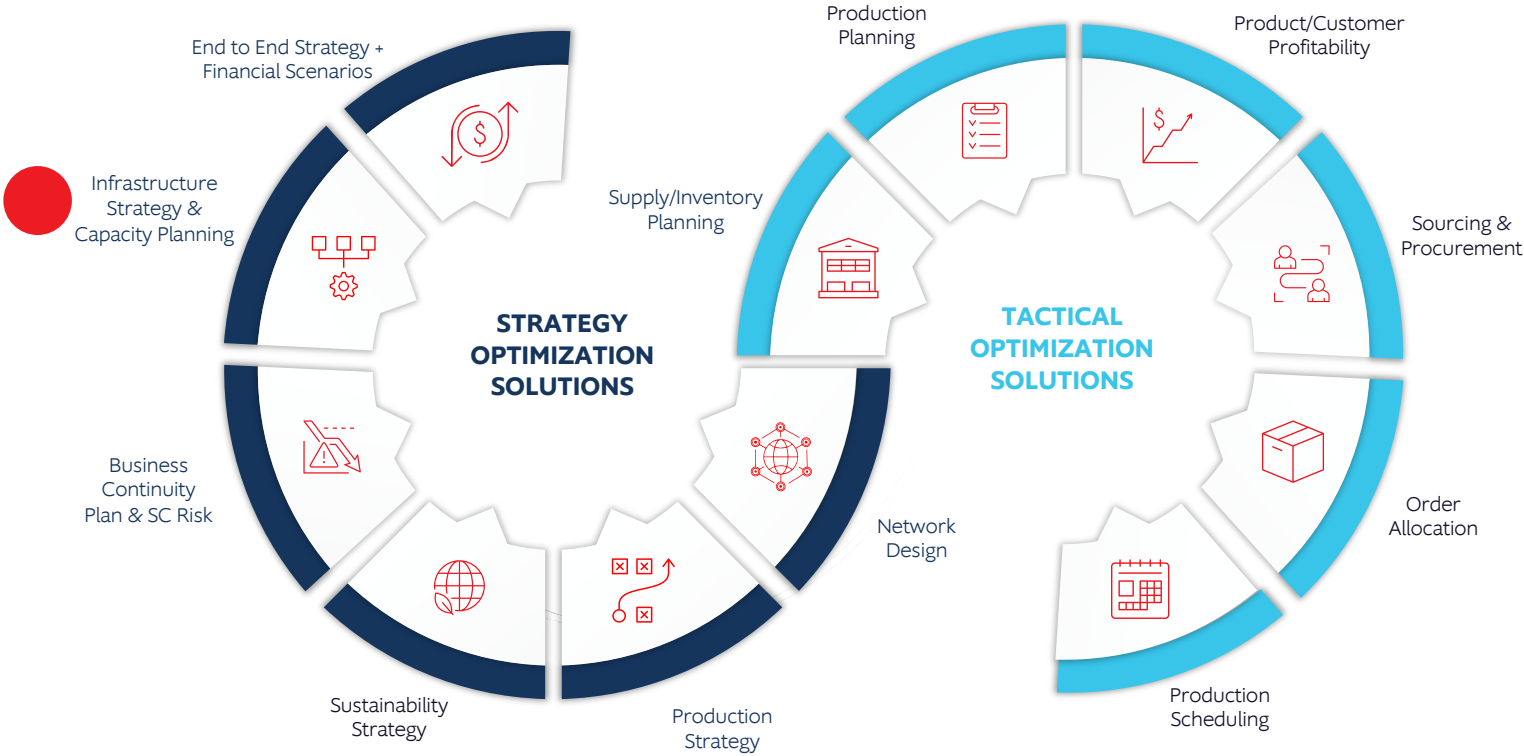 End to End Strategy +
Financial Scenarios
Infrastructure
Strategy &
Capacity Planning
Business
Continuity
Plan & SC Risk
Sustainability
Strategy
Production
Strategy
Network
Design
STRATEGY
OPTIMIZATION
SOLUTIONS
Supply/Inventory
Planning
Production
Planning
Product/Customer
Profitability
Sourcing &
Procurement
Order
Allocation
Production
Scheduling
TACTICAL
OPTIMIZATION
SOLUTIONS
$
$